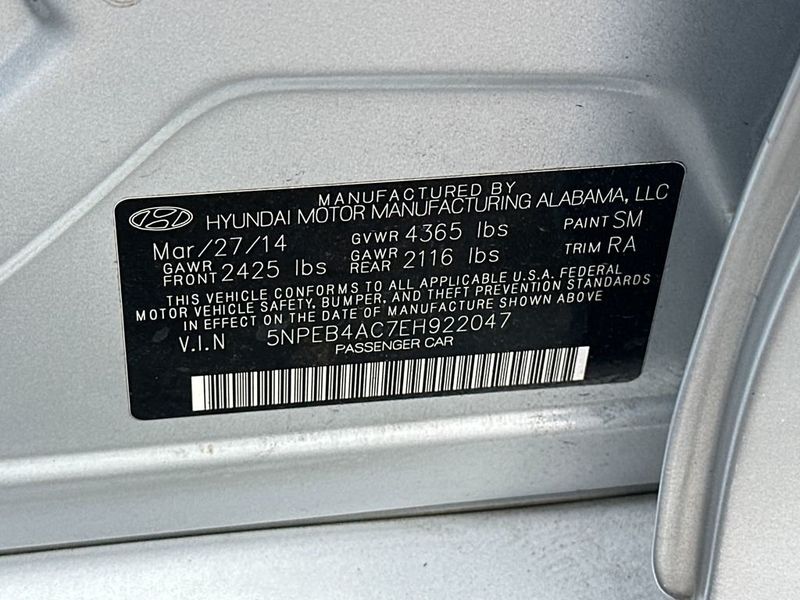 MANUFACTURED BY
HYUNDAI MOTOR MANUFACTURING ALABAMA, LLC
Mar/27/14 GVWR 4365 lbs PAINT SM
GAWR FRONT 2425 lbs GAWR REAR 2116 lbs TRIM RA
THIS VEHICLE CONFORMS TO ALL APPLICABLE U.S.A. FEDERAL
MOTOR VEHICLE SAFETY, BUMPER, AND THEFT PREVENTION STANDARDS
IN EFFECT ON THE DATE OF MANUFACTURE SHOWN ABOVE
V.I.N 5NPEB4AC7EH922047
PASSENGER CAR